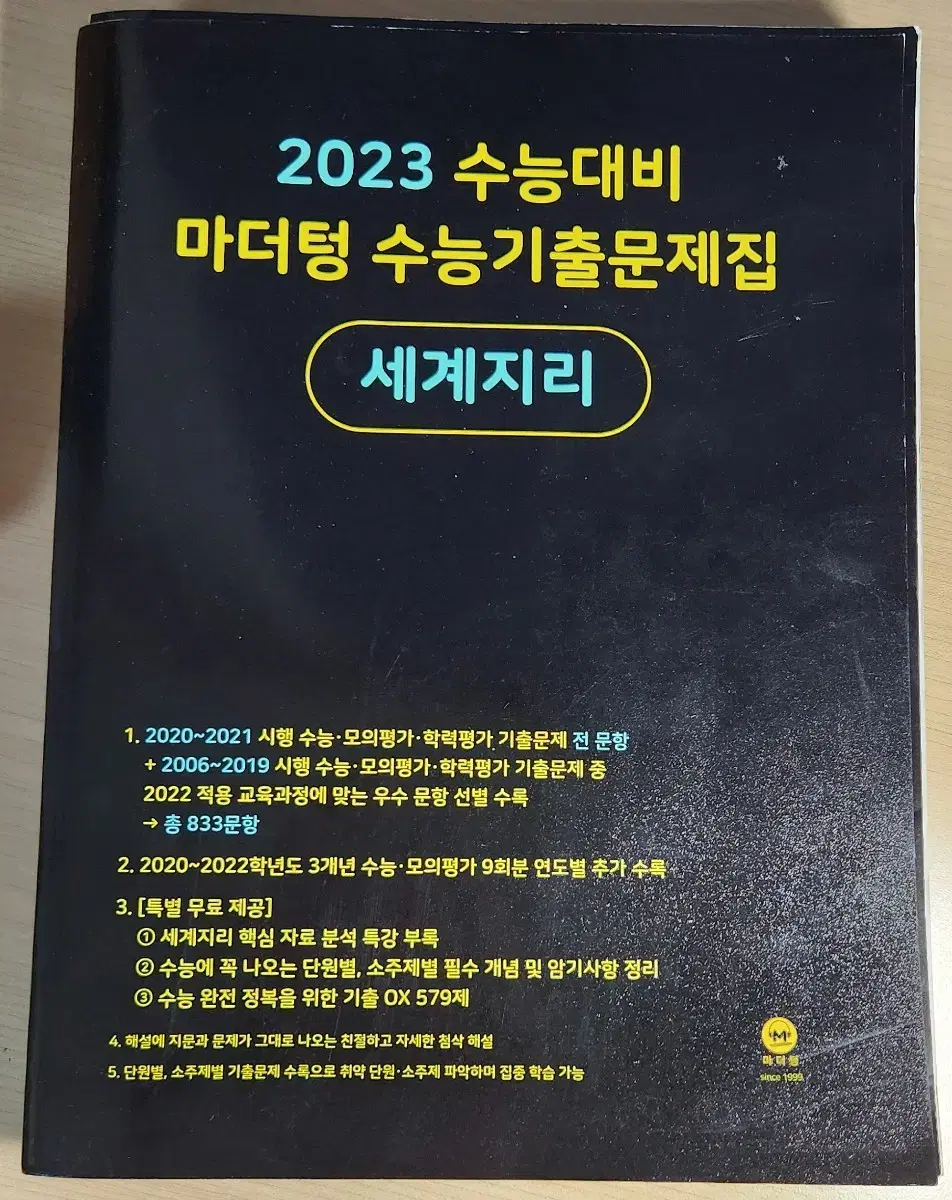 2023 수능대비
마더텅 수능기출문제집
세계지리
1. 2020~2021 시행 수능·모의평가·학력평가 기출문제 전 문항
+ 2006~2019 시행 수능·모의평가·학력평가 기출문제 중
2022 적용 교육과정에 맞는 우수 문항 선별 수록
→ 총 833문항
2. 2020~2022학년도 3개년 수능·모의평가 9회분 연도별 추가 수록
3. [특별 무료 제공]
① 세계지리 핵심 자료 분석 특강 부록
② 수능에 꼭 나오는 단원별, 소주제별 필수 개념 및 암기사항 정리
③ 수능 완전 정복을 위한 기출 OX 579제
4. 해설에 지문과 문제가 그대로 나오는 친절하고 자세한 첨삭 해설
5. 단원별, 소주제별 기출문제 수록으로 취약 단원·소주제 파악하며 집중 학습 가능
M
마더텅
since 1999